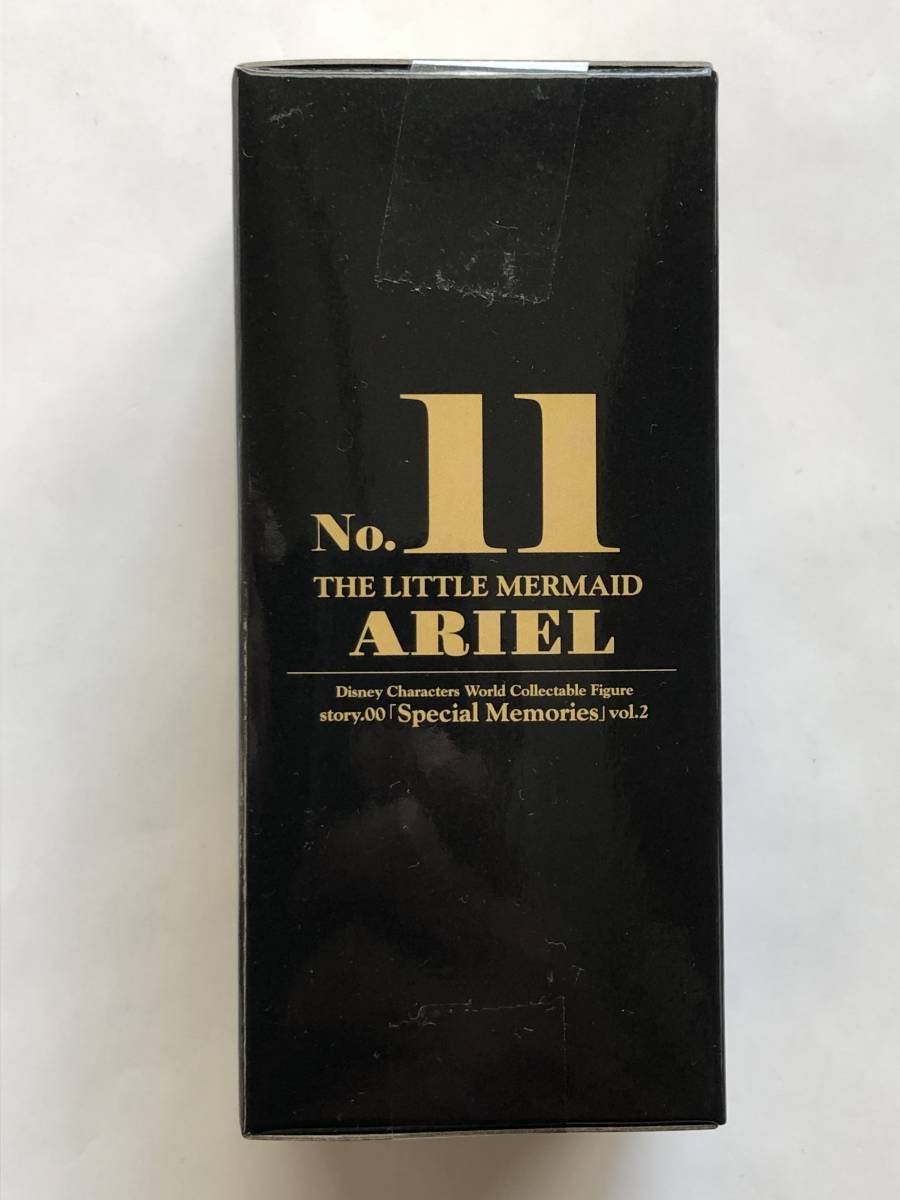 No. 11
THE LITTLE MERMAID
ARIEL
Disney Characters World Collectable Figure
story.00「Special Memories」vol.2